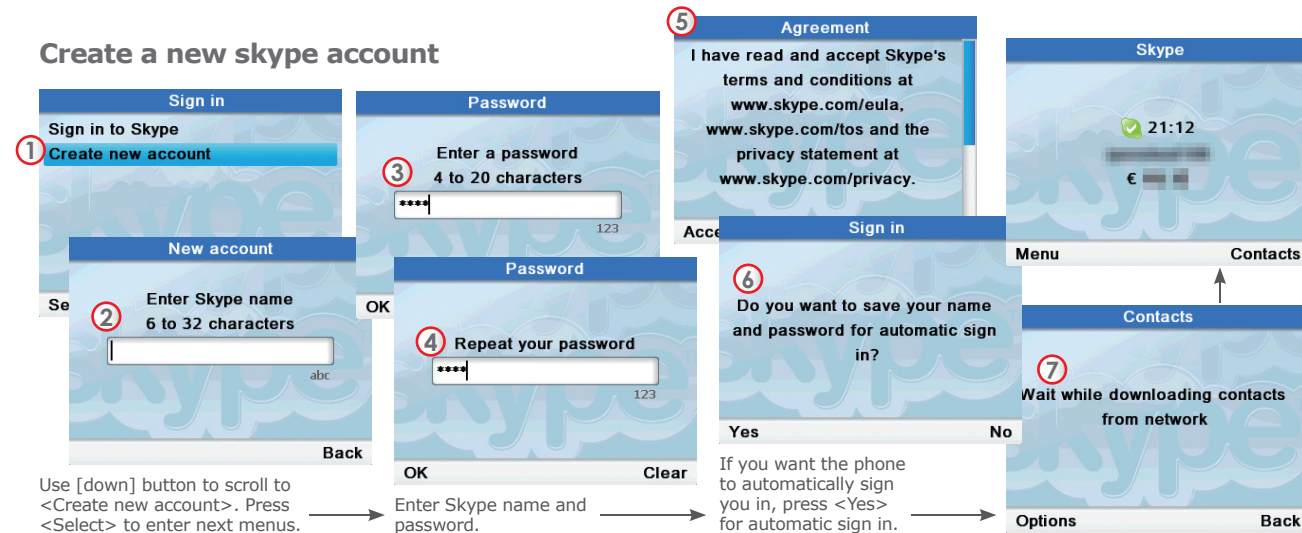 Create a new skype account
Sign in
Sign in to Skype
1
Create new account
New account
2
Enter Skype name
6 to 32 characters
abc
Back
Use [down] button to scroll to
<Create new account>. Press
<Select> to enter next menus.
Password
3
Enter a password
4 to 20 characters
****
123
OK
Password
4
Repeat your password
****
123
OK Clear
Enter Skype name and
password.
5
Agreement
I have read and accept Skype's
terms and conditions at
www.skype.com/eula,
www.skype.com/tos and the
privacy statement at
www.skype.com/privacy.
Sign in
6
Do you want to save your name
and password for automatic sign
in?
Yes No
If you want the phone
to automatically sign
you in, press <Yes>
for automatic sign in.
Contacts
7
Wait while downloading contacts
from network
Options Back
Skype
21:12
€
Menu Contacts